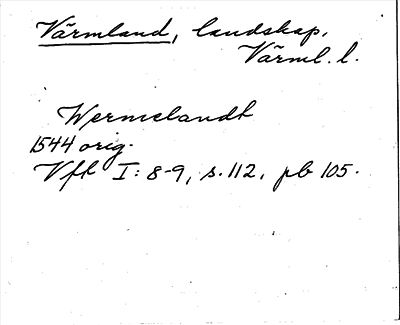 Värmland, landskap.
Värml. l.
Wermelandt
1544 orig.
Vfh I: 8-9, s. 112, pb 105.